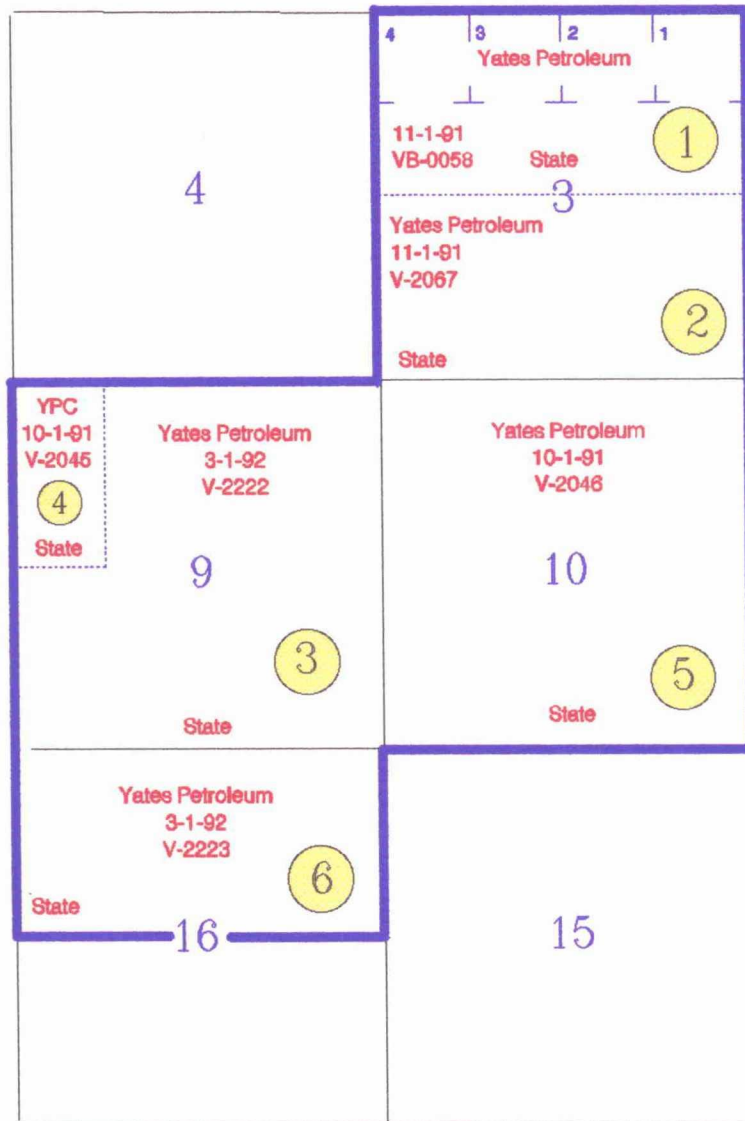 4 3 2 1
Yates Petroleum
11-1-91
VB-0058 State 1
4
3
Yates Petroleum
11-1-91
V-2067
2
State
YPC
10-1-91
V-2045
4
State
Yates Petroleum
3-1-92
V-2222
9
3
State
Yates Petroleum
10-1-91
V-2046
10
5
State
Yates Petroleum
3-1-92
V-2223
6
State
16
15